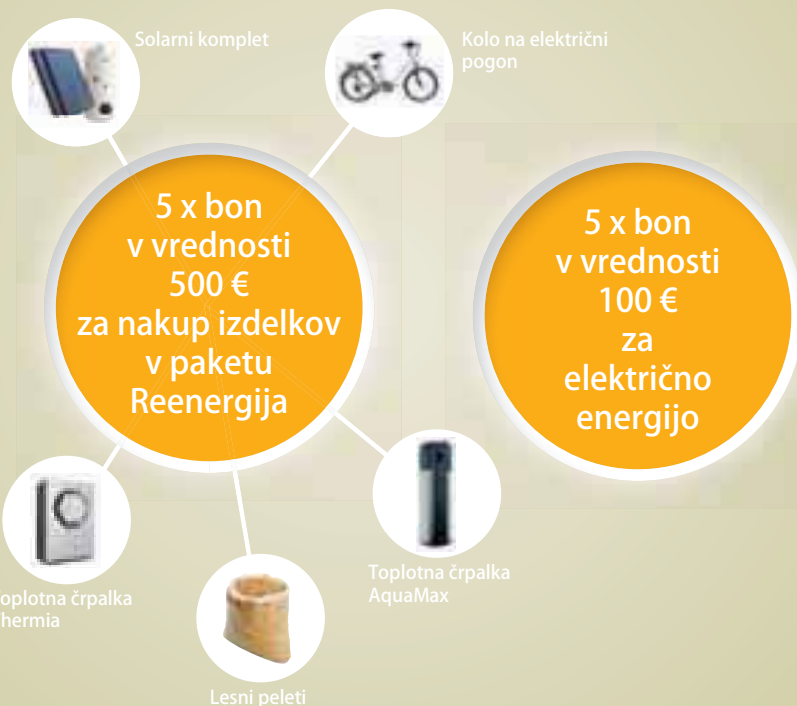 Solarni komplet
Kolo na električni
pogon
5 x bon
v vrednosti
500 €
za nakup izdelkov
v paketu
Reenergija
5 x bon
v vrednosti
100 €
za
električno
energijo
oplotna črpalka
hermia
Toplotna črpalka
AquaMax
Lesni peleti